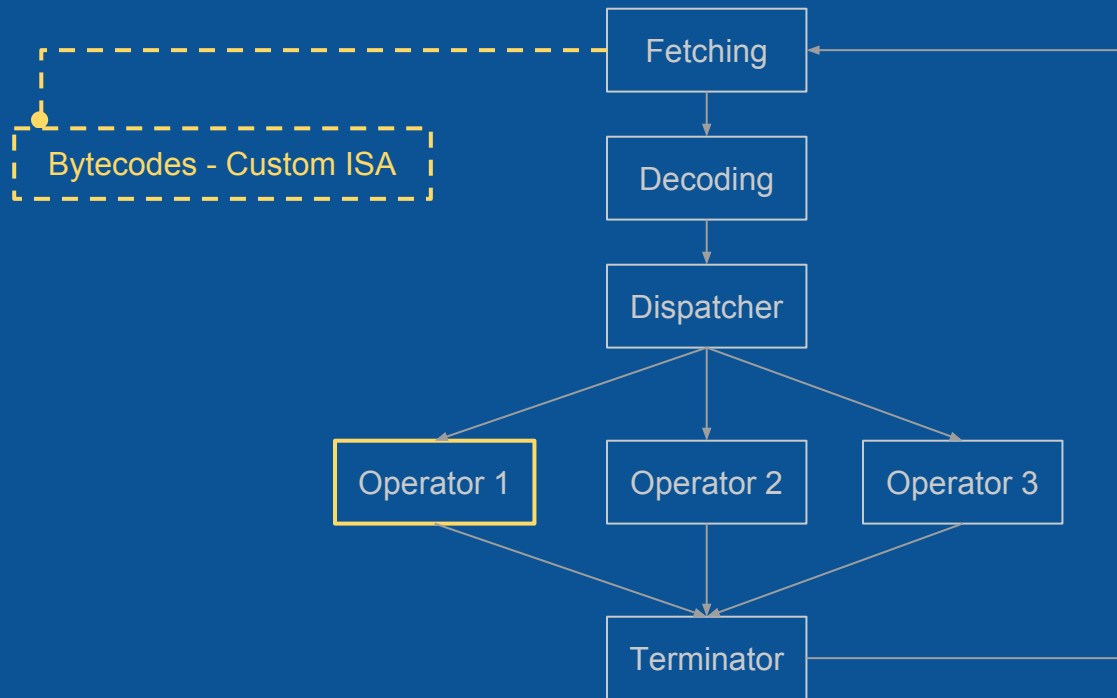 Fetching
Bytecodes - Custom ISA
Decoding
Dispatcher
Operator 1
Operator 2
Operator 3
Terminator